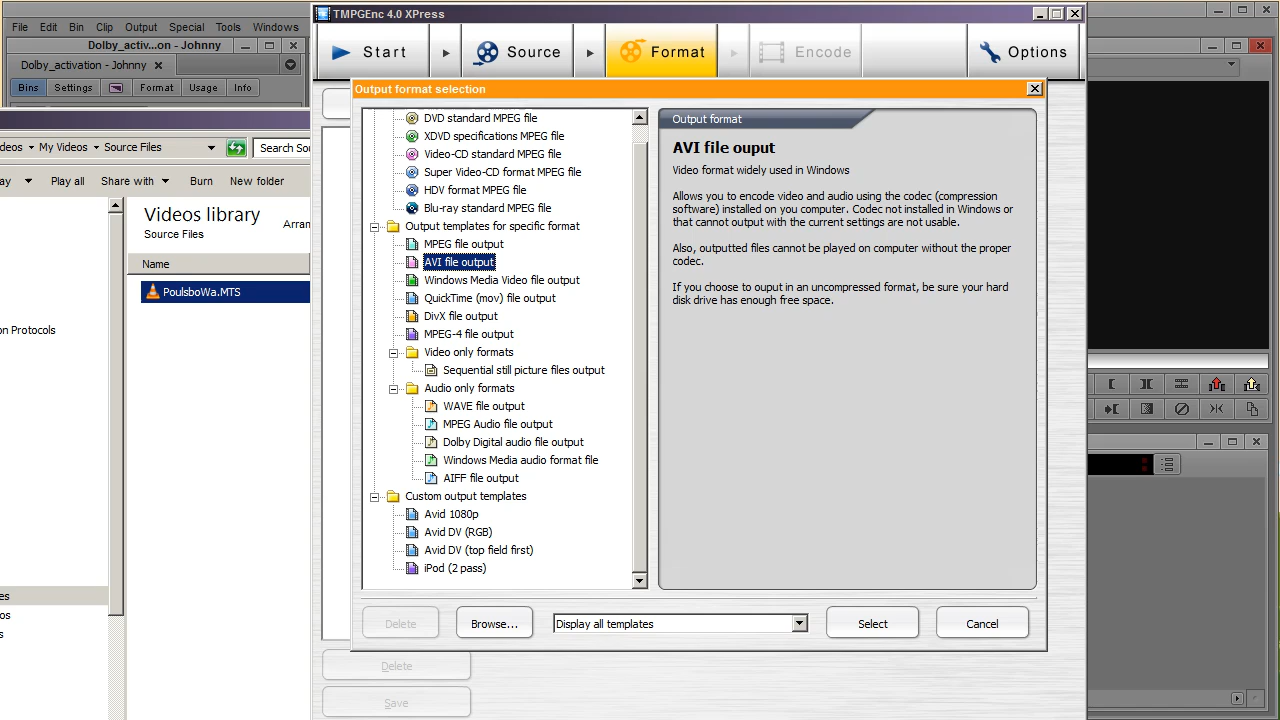 File Edit Bin Clip Output Special Tools Windows
TMPGEnc 4.0 XPress
Dolby_activ...on - Johnny
Dolby_activation - Johnny
Bins Settings Format Usage Info
Start Source Format Encode Options
Output format selection
deos My Videos Source Files Search So
ay Play all Share with Burn New folder
Videos library
Source Files Arran
Name
PoulsboWa.MTS
on Protocols
es
os
s
DVD standard MPEG file
XDVD specifications MPEG file
Video-CD standard MPEG file
Super Video-CD format MPEG file
HDV format MPEG file
Blu-ray standard MPEG file
Output templates for specific format
MPEG file output
AVI file output
Windows Media Video file output
QuickTime (mov) file output
DivX file output
MPEG-4 file output
Video only formats
Sequential still picture files output
Audio only formats
WAVE file output
MPEG Audio file output
Dolby Digital audio file output
Windows Media audio format file
AIFF file output
Custom output templates
Avid 1080p
Avid DV (RGB)
Avid DV (top field first)
iPod (2 pass)
Output format
AVI file ouput
Video format widely used in Windows
Allows you to encode video and audio using the codec (compression
software) installed on you computer. Codec not installed in Windows or
that cannot output with the current settings are not usable.
Also, outputted files cannot be played on computer without the proper
codec.
If you choose to ouput in an uncompressed format, be sure your hard
disk drive has enough free space.
Delete Browse... Display all templates Select Cancel
Delete
Save